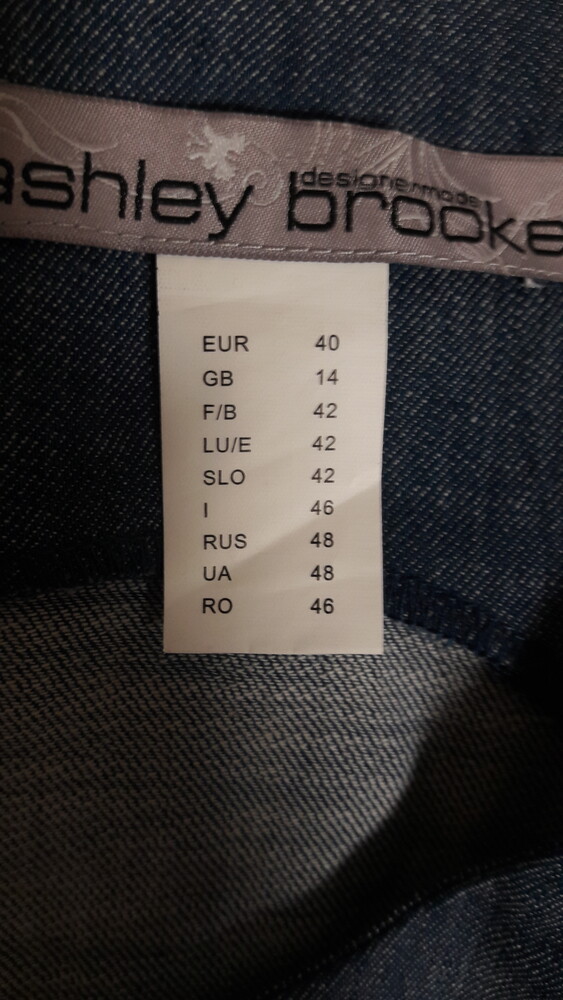 ashley brooke
designermode
EUR 40
GB 14
F/B 42
LU/E 42
SLO 42
I 46
RUS 48
UA 48
RO 46